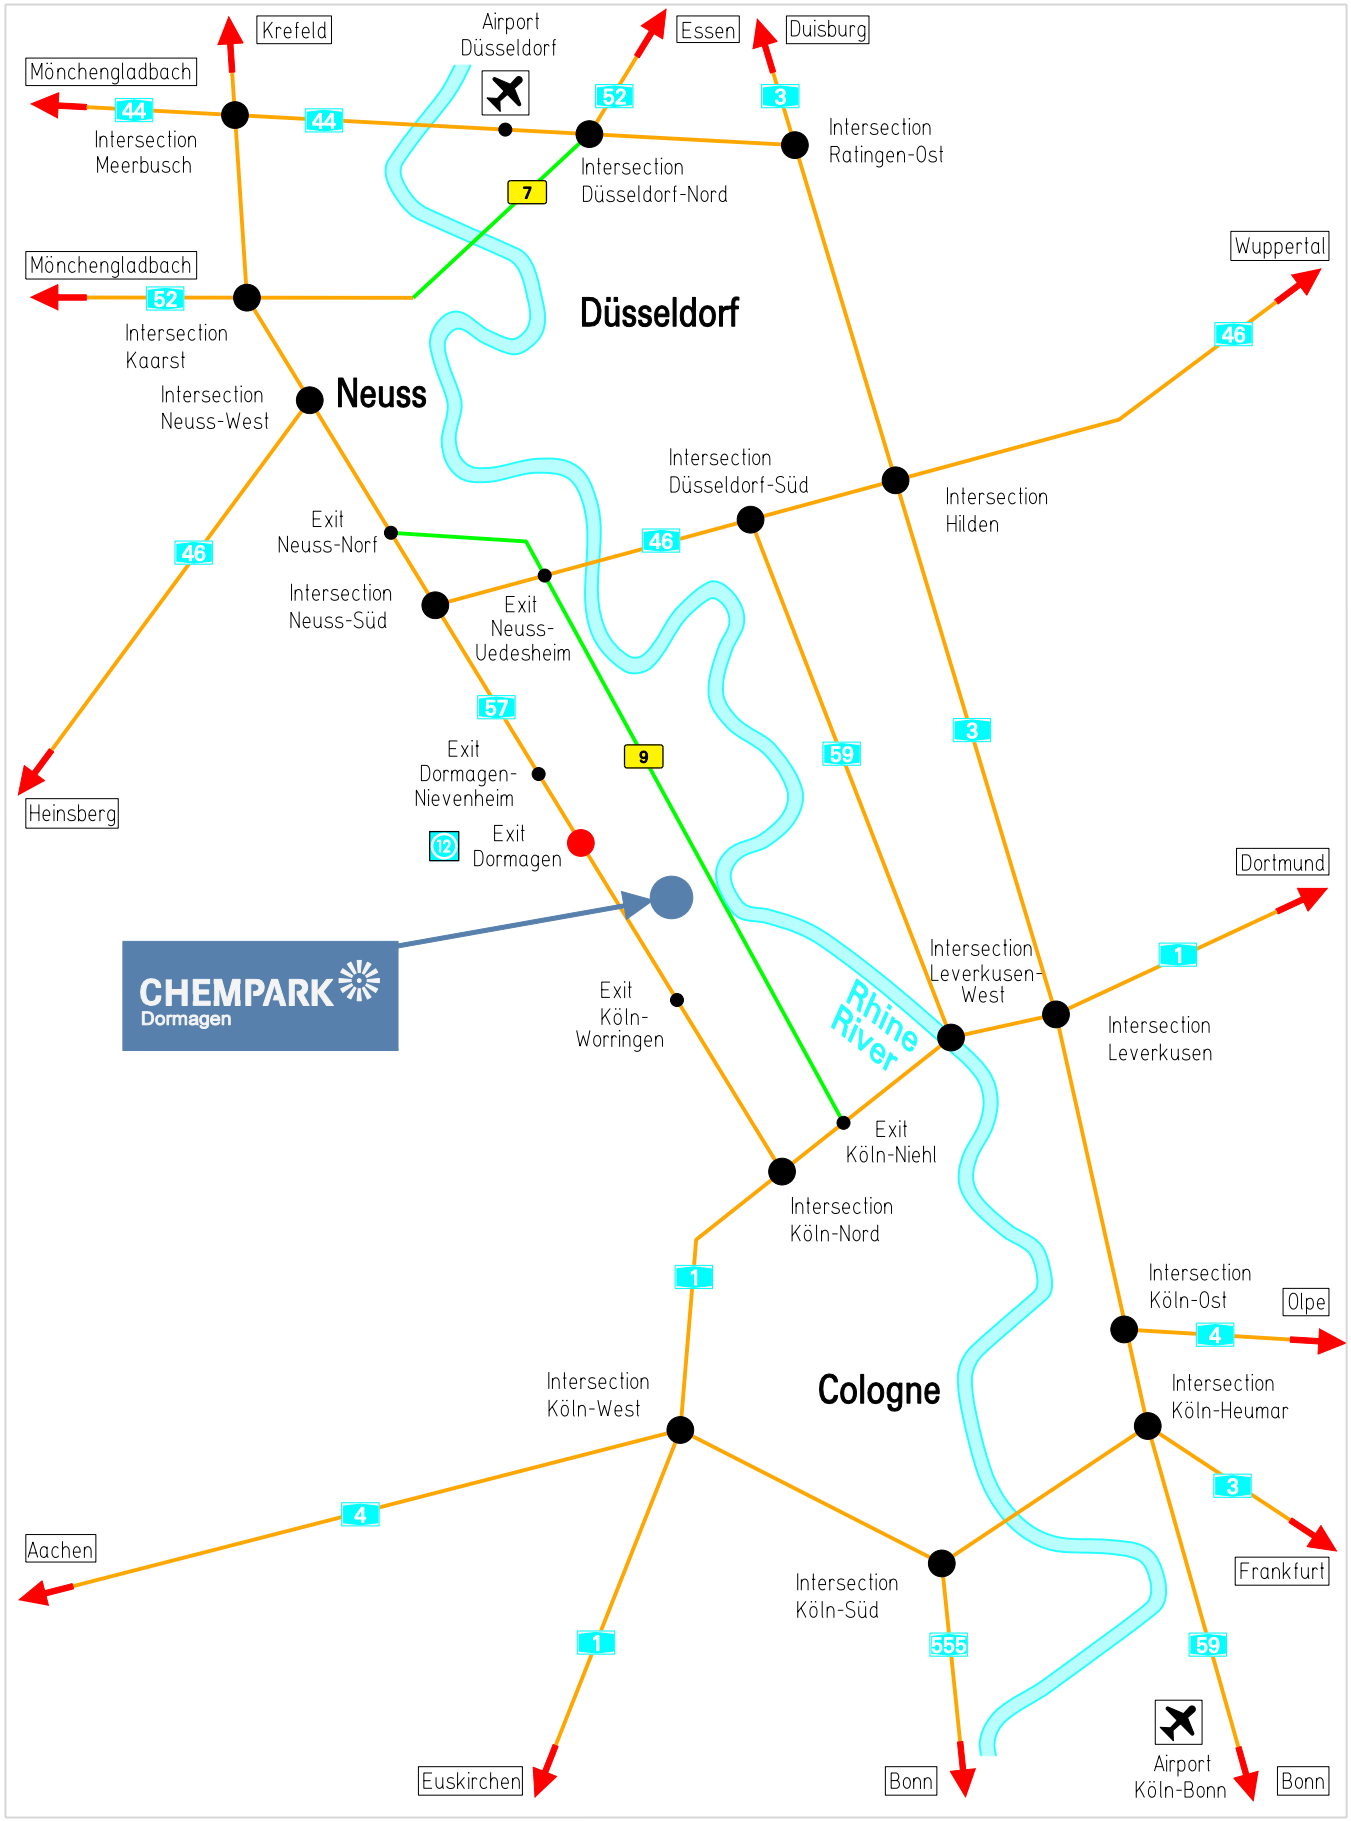 Krefeld
Airport
Düsseldorf
Essen
Duisburg
Mönchengladbach
44
44
52
3
Intersection
Meerbusch
Intersection
Ratingen-Ost
Intersection
Düsseldorf-Nord
7
Wuppertal
Mönchengladbach
52
Düsseldorf
46
Intersection
Kaarst
Intersection
Neuss-West
Neuss
Intersection
Düsseldorf-Süd
Intersection
Hilden
Exit
Neuss-Norf
46
46
Intersection
Neuss-Süd
Exit
Neuss-
Uedesheim
57
3
59
9
Exit
Dormagen-
Nievenheim
Heinsberg
12
Exit
Dormagen
Dortmund
1
Intersection
Leverkusen-
West
CHEMPARK
Dormagen
Exit
Köln-
Worringen
Rhine
River
Intersection
Leverkusen
Exit
Köln-Niehl
Intersection
Köln-Nord
1
Intersection
Köln-Ost
Olpe
4
Intersection
Köln-West
Cologne
Intersection
Köln-Heumar
3
4
Aachen
Frankfurt
Intersection
Köln-Süd
1
555
59
Airport
Köln-Bonn
Euskirchen
Bonn
Bonn